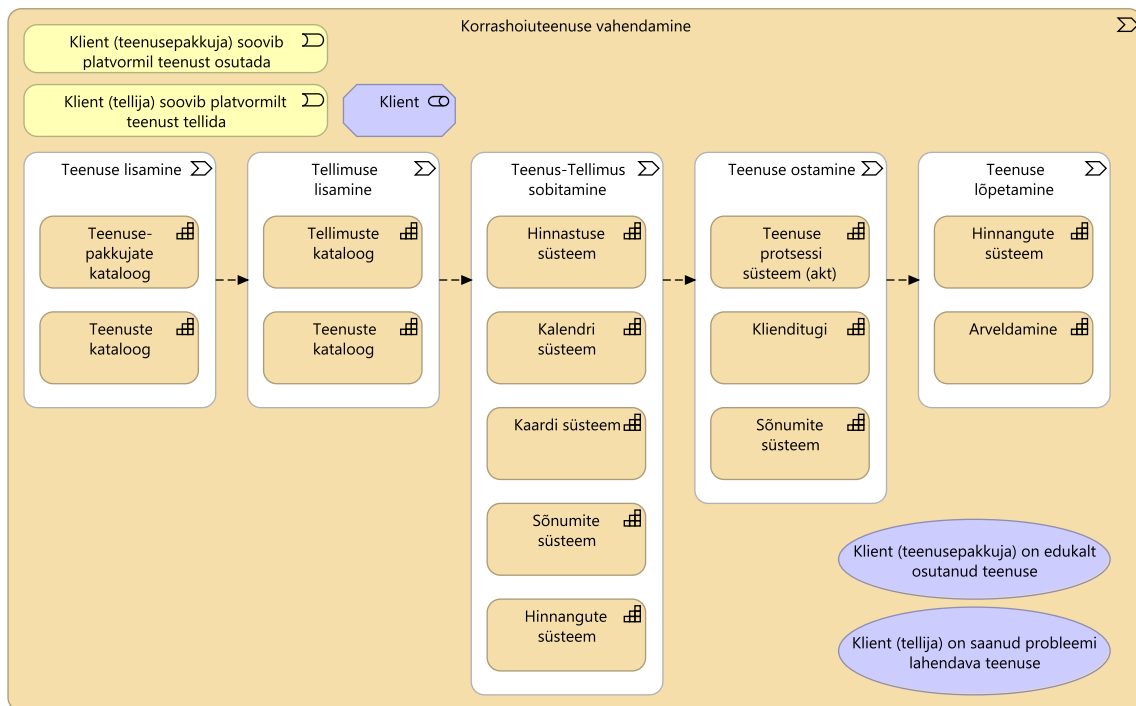 Korrashoiuteenuse vahendamine
Klient (teenusepakkuja) soovib
platvormil teenust osutada
Klient (tellija) soovib platvormilt
teenust tellida
Klient
Teenuse lisamine
Teenuse-
pakkujate
kataloog
Teenuste
kataloog
Tellimuse
lisamine
Tellimuste
kataloog
Teenuste
kataloog
Teenus-Tellimus
sobitamine
Hinnastuse
süsteem
Kalendri
süsteem
Kaardi süsteem
Sõnumite
süsteem
Hinnangute
süsteem
Teenuse ostamine
Teenuse
protsessi
süsteem (akt)
Klienditugi
Sõnumite
süsteem
Teenuse
lõpetamine
Hinnangute
süsteem
Arveldamine
Klient (teenusepakkuja) on edukalt
osutanud teenuse
Klient (tellija) on saanud probleemi
lahendava teenuse